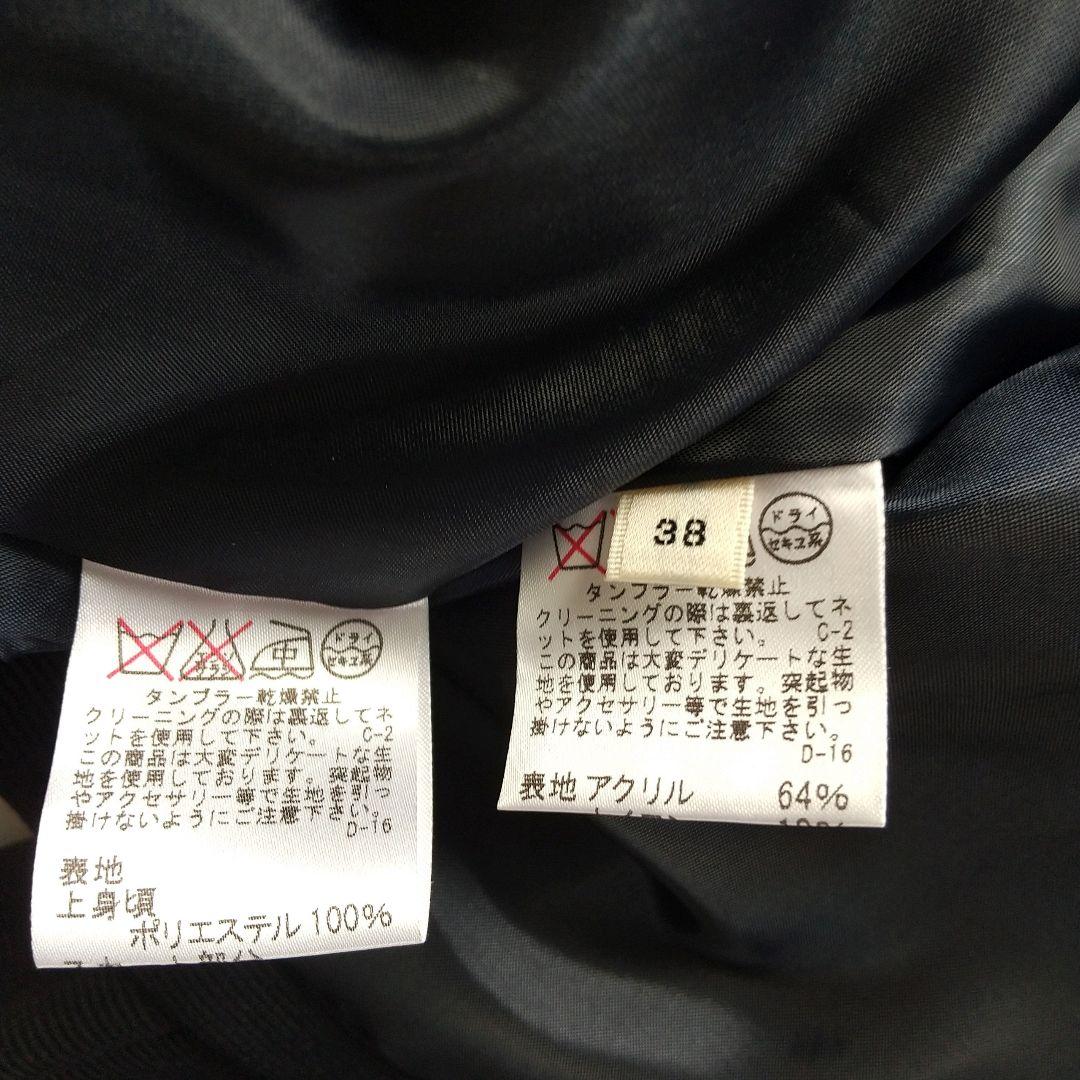 エンソ
サラシ
中
ドライ
セキユ系
タンブラー乾燥禁止
クリーニングの際は裏返してネ
ットを使用して下さい。 C-2
この商品は大変デリケートな生
地を使用しております。突起物
やアクセサリー等で生地を引っ
掛けないようにご注意下さい。
D-16
表地
上身頃
ポリエステル100%
38
ドライ
セキユ系
タンブラー乾燥禁止
クリーニングの際は裏返してネ
ットを使用して下さい。 C-2
この商品は大変デリケートな生
地を使用しております。突起物
やアクセサリー等で生地を引っ
掛けないようにご注意下さい。
D-16
表地 アクリル 64%